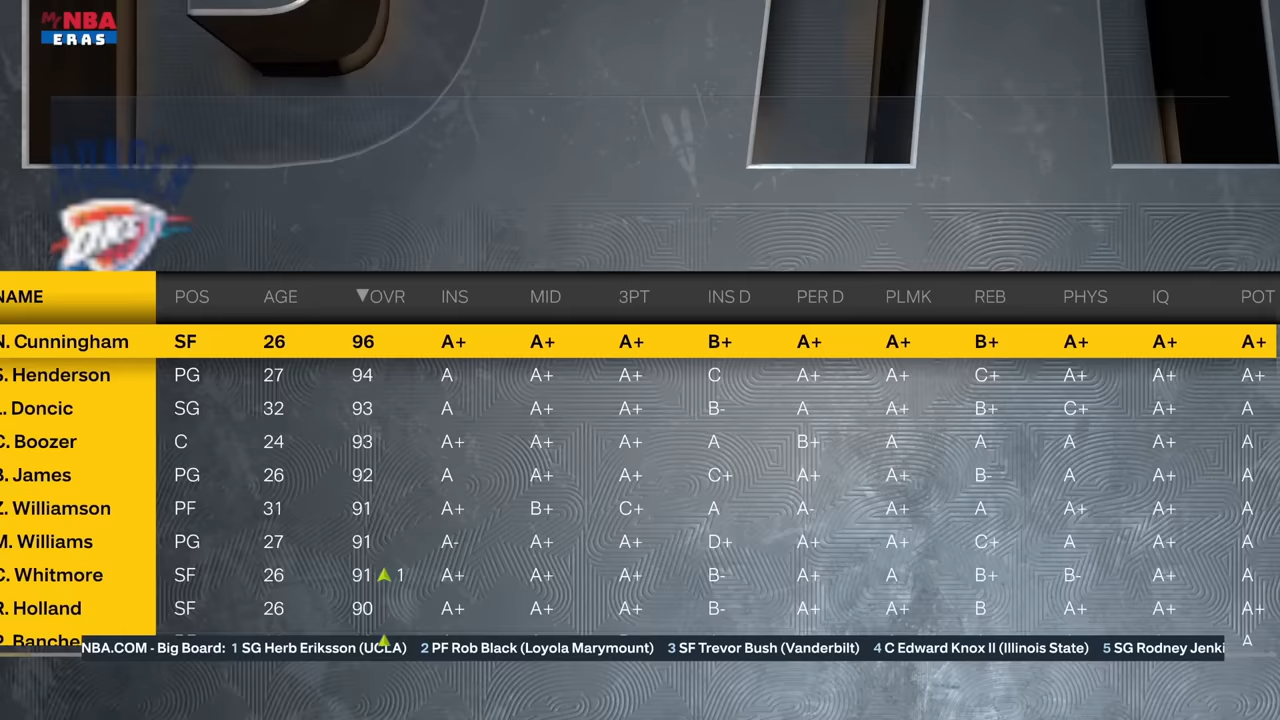 MyNBA
ERAS
NAME POS AGE ▼OVR INS MID 3PT INS D PER D PLMK REB PHYS IQ POT
N. Cunningham SF 26 96 A+ A+ A+ B+ A+ A+ B+ A+ A+ A+
S. Henderson PG 27 94 A A+ A+ C A+ A+ C+ A+ A+ A+
L. Doncic SG 32 93 A A+ A+ B- A A+ B+ C+ A+ A
C. Boozer C 24 93 A+ A+ A+ A B+ A A A A+ A
B. James PG 26 92 A A+ A+ C+ A+ A+ B- A A+ A
Z. Williamson PF 31 91 A+ B+ C+ A A- A+ A A+ A+ A
M. Williams PG 27 91 A- A+ A+ D+ A+ A+ C+ A A+ A
C. Whitmore SF 26 91 ▲ 1 A+ A+ A+ B- A+ A B+ B- A+ A
R. Holland SF 26 90 A+ A+ A+ B- A+ A+ B A+ A+ A+
P. Banche A
NBA.COM - Big Board: 1 SG Herb Eriksson (UCLA) 2 PF Rob Black (Loyola Marymount) 3 SF Trevor Bush (Vanderbilt) 4 C Edward Knox II (Illinois State) 5 SG Rodney Jenki